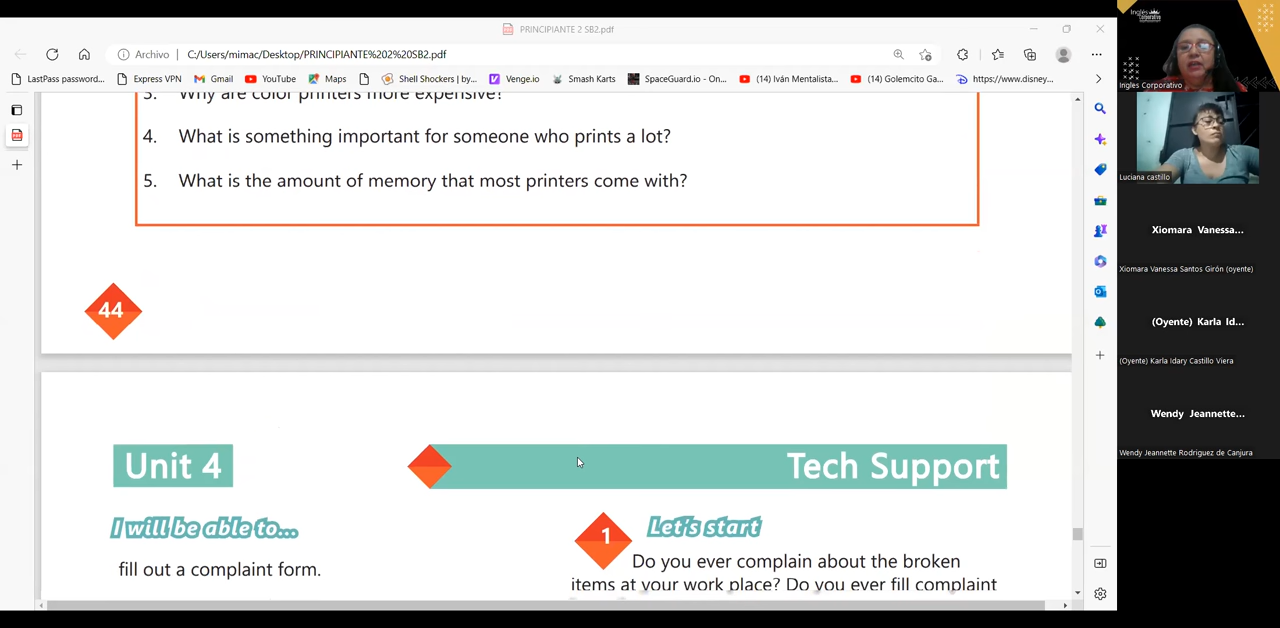 PRINCIPIANTE 2 SB2.pdf
Archivo
C:/Users/mimac/Desktop/PRINCIPIANTE%202%20SB2.pdf
LastPass password...
Express VPN
Gmail
YouTube
Maps
Shell Shockers | by...
Venge.io
Smash Karts
SpaceGuard.io - On...
(14) Iván Mentalista...
(14) Golemcito Ga...
https://www.disney...
3. Why are color printers more expensive?
4. What is something important for someone who prints a lot?
5. What is the amount of memory that most printers come with?
44
Unit 4
Tech Support
I will be able to...
fill out a complaint form.
1
Let's start
Do you ever complain about the broken
items at your work place? Do you ever fill complaint
Inglés
Corporativo
Ingles Corporativo
Luciana castillo
Xiomara Vanessa...
Xiomara Vanessa Santos Girón (oyente)
(Oyente) Karla Id...
(Oyente) Karla Idary Castillo Viera
Wendy Jeannette...
Wendy Jeannette Rodriguez de Canjura